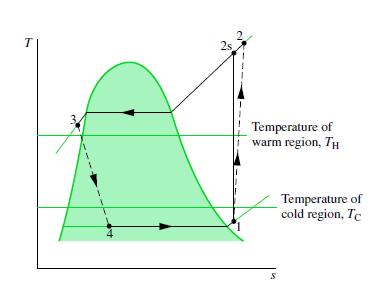 T
2
2s
3
Temperature of
warm region, TH
Temperature of
cold region, TC
1
4
s